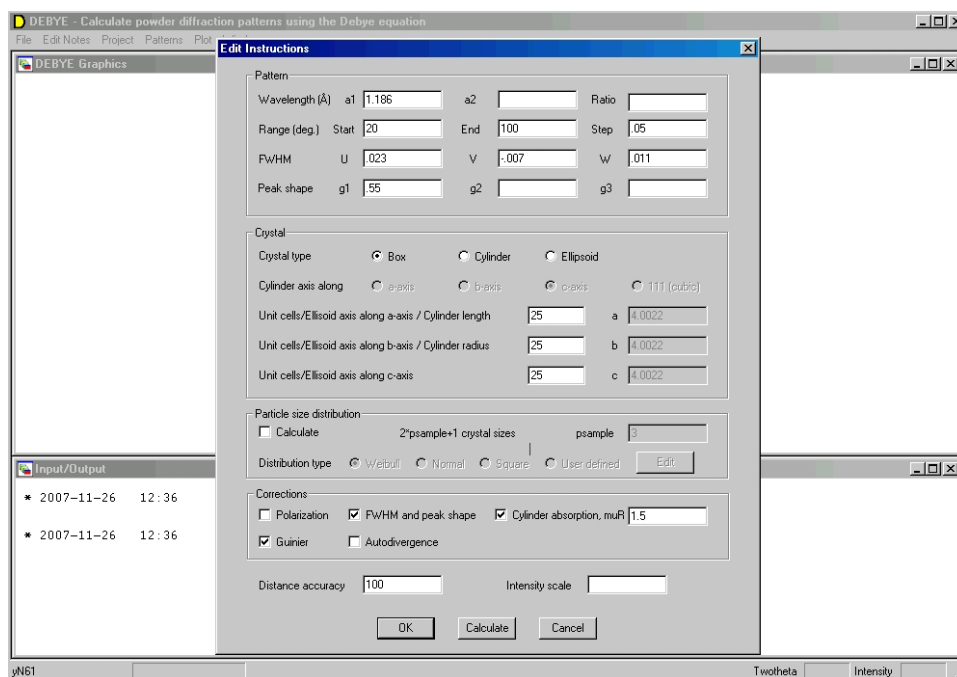 DEBYE - Calculate powder diffraction patterns using the Debye equation
File Edit Notes Project Patterns Plot
Edit Instructions
DEBYE Graphics
Pattern
Wavelength (Å) a1 1.186 a2 Ratio
Range (deg.) Start 20 End 100 Step .05
FWHM U .023 V -.007 W .011
Peak shape g1 .55 g2 g3
Crystal
Crystal type Box Cylinder Ellipsoid
Cylinder axis along a-axis b-axis c-axis 111 (cubic)
Unit cells/Ellisoid axis along a-axis / Cylinder length 25 a 4.0022
Unit cells/Ellisoid axis along b-axis / Cylinder radius 25 b 4.0022
Unit cells/Ellisoid axis along c-axis 25 c 4.0022
Particle size distribution
Calculate 2*psample+1 crystal sizes psample 3
Distribution type Weibull Normal Square User defined Edit
Input/Output
* 2007-11-26 12:36
* 2007-11-26 12:36
Corrections
Polarization FWHM and peak shape Cylinder absorption, muR 1.5
Guinier Autodivergence
Distance accuracy 100 Intensity scale
OK Calculate Cancel
yN61 Twotheta Intensity